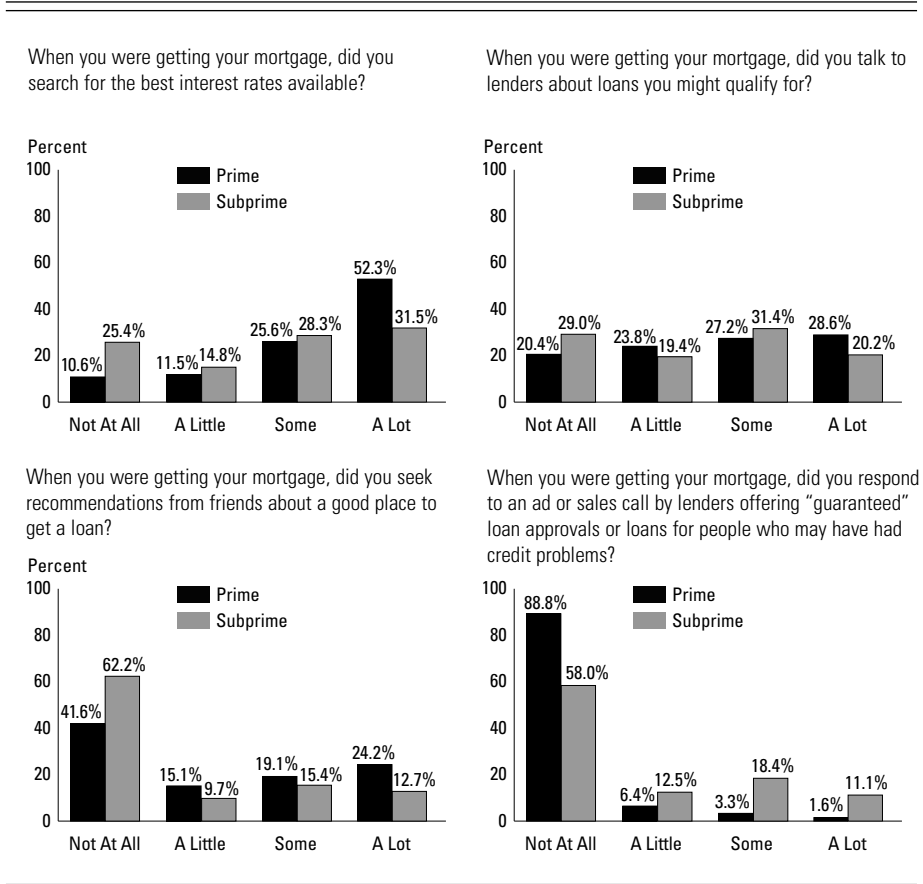 When you were getting your mortgage, did you
search for the best interest rates available?
Percent
100
80
60
40
20
0
Prime
Subprime
10.6%
25.4%
11.5%
14.8%
25.6%
28.3%
52.3%
31.5%
Not At All
A Little
Some
A Lot
When you were getting your mortgage, did you talk to
lenders about loans you might qualify for?
Percent
100
80
60
40
20
0
Prime
Subprime
20.4%
29.0%
23.8%
19.4%
27.2%
31.4%
28.6%
20.2%
Not At All
A Little
Some
A Lot
When you were getting your mortgage, did you seek
recommendations from friends about a good place to
get a loan?
Percent
100
80
60
40
20
0
Prime
Subprime
41.6%
62.2%
15.1%
9.7%
19.1%
15.4%
24.2%
12.7%
Not At All
A Little
Some
A Lot
When you were getting your mortgage, did you respond
to an ad or sales call by lenders offering “guaranteed”
loan approvals or loans for people who may have had
credit problems?
100
80
60
40
20
0
Prime
Subprime
88.8%
58.0%
6.4%
12.5%
3.3%
18.4%
1.6%
11.1%
Not At All
A Little
Some
A Lot